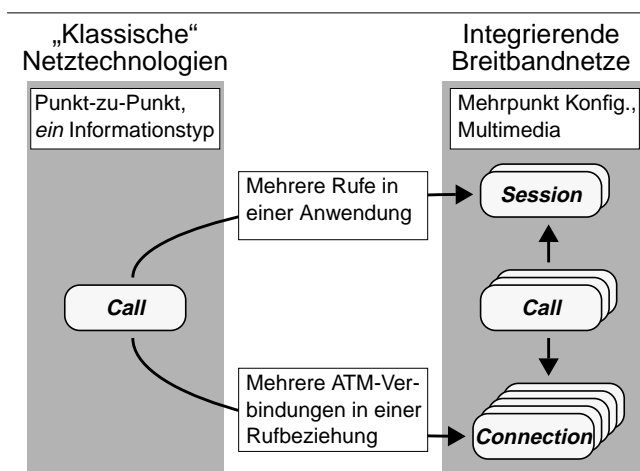 „Klassische“
Netztechnologien
Punkt-zu-Punkt,
ein Informationstyp
Call
Mehrere Rufe in
einer Anwendung
Mehrere ATM-Ver-
bindungen in einer
Rufbeziehung
Integrierende
Breitbandnetze
Mehrpunkt Konfig.,
Multimedia
Session
Call
Connection